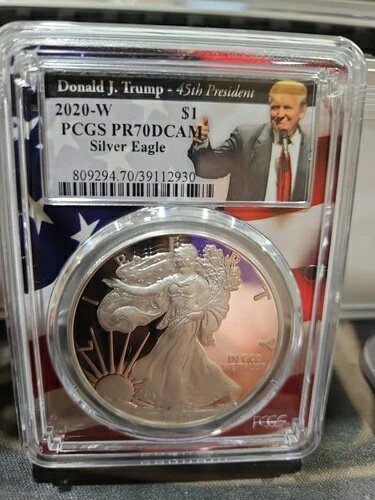 Donald J. Trump - 45th President
2020-W $1
PCGS PR70DCAM
Silver Eagle
809294.70/39112930
LIBERTY
IN GOD
WE TRUST
PCGS